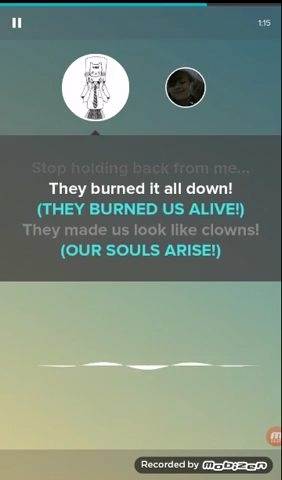 1:15
Stop holding back from me...
They burned it all down!
(THEY BURNED US ALIVE!)
They made us look like clowns!
(OUR SOULS ARISE!)
Recorded by mobizen